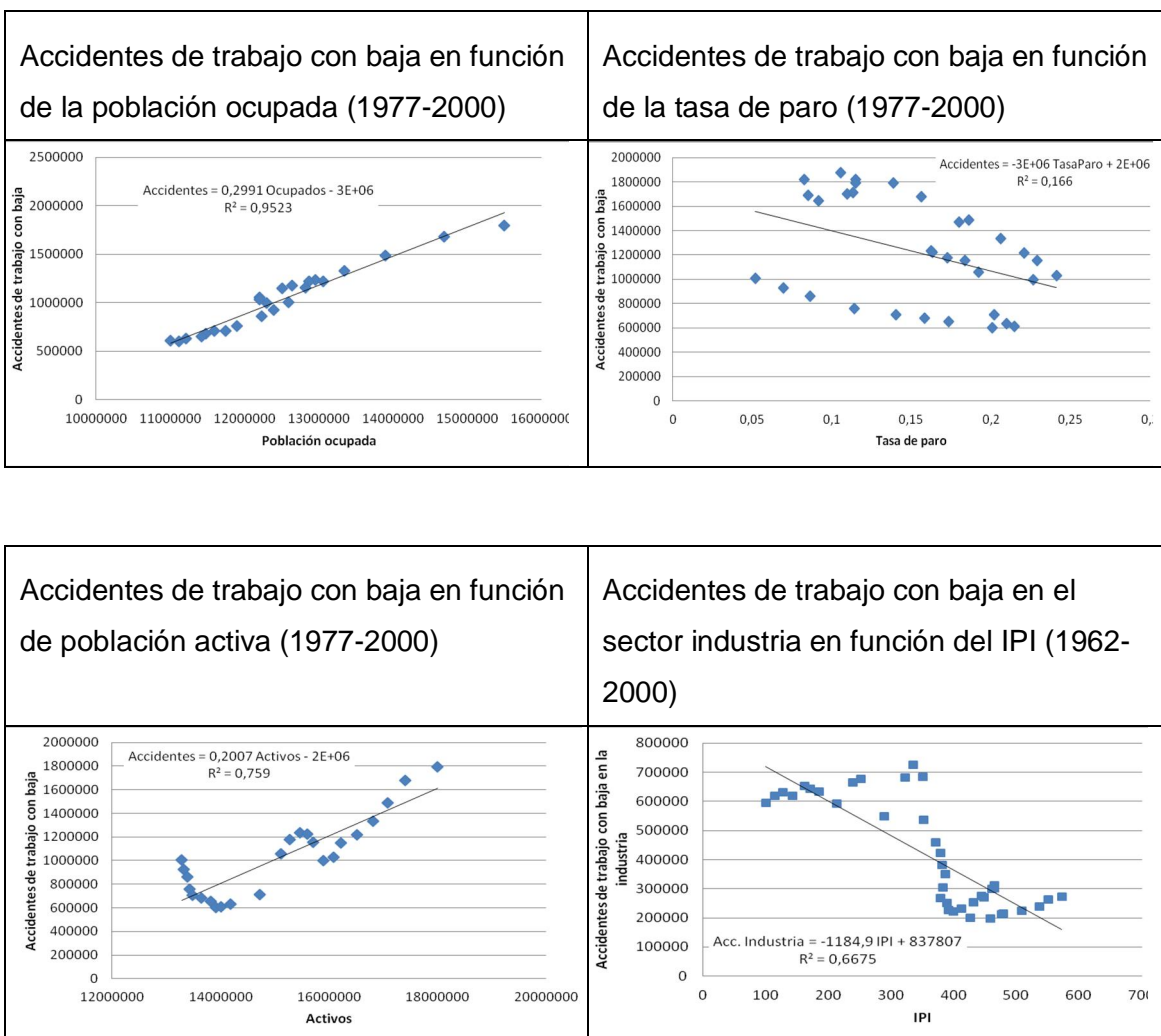 Accidentes de trabajo con baja en función
de la población ocupada (1977-2000)
Accidentes de trabajo con baja en función
de la tasa de paro (1977-2000)
2500000
2000000
1500000
1000000
500000
0
Accidentes de trabajo con baja
Accidentes = 0,2991 Ocupados - 3E+06
R² = 0,9523
10000000 11000000 12000000 13000000 14000000 15000000 1600000
Población ocupada
2000000
1800000
1600000
1400000
1200000
1000000
800000
600000
400000
200000
0
Accidentes de trabajo con baja
Accidentes = -3E+06 TasaParo + 2E+06
R² = 0,166
0 0,05 0,1 0,15 0,2 0,25 0,
Tasa de paro
Accidentes de trabajo con baja en función
de población activa (1977-2000)
Accidentes de trabajo con baja en el
sector industria en función del IPI (1962-
2000)
2000000
1800000
1600000
1400000
1200000
1000000
800000
600000
400000
200000
0
Accidentes de trabajo con baja
Accidentes = 0,2007 Activos - 2E+06
R² = 0,759
12000000 14000000 16000000 18000000 20000000
Activos
800000
700000
600000
500000
400000
300000
200000
100000
0
Accidentes de trabajo con baja en la
industria
Acc. Industria = -1184,9 IPI + 837807
R² = 0,6675
0 100 200 300 400 500 600 70
IPI